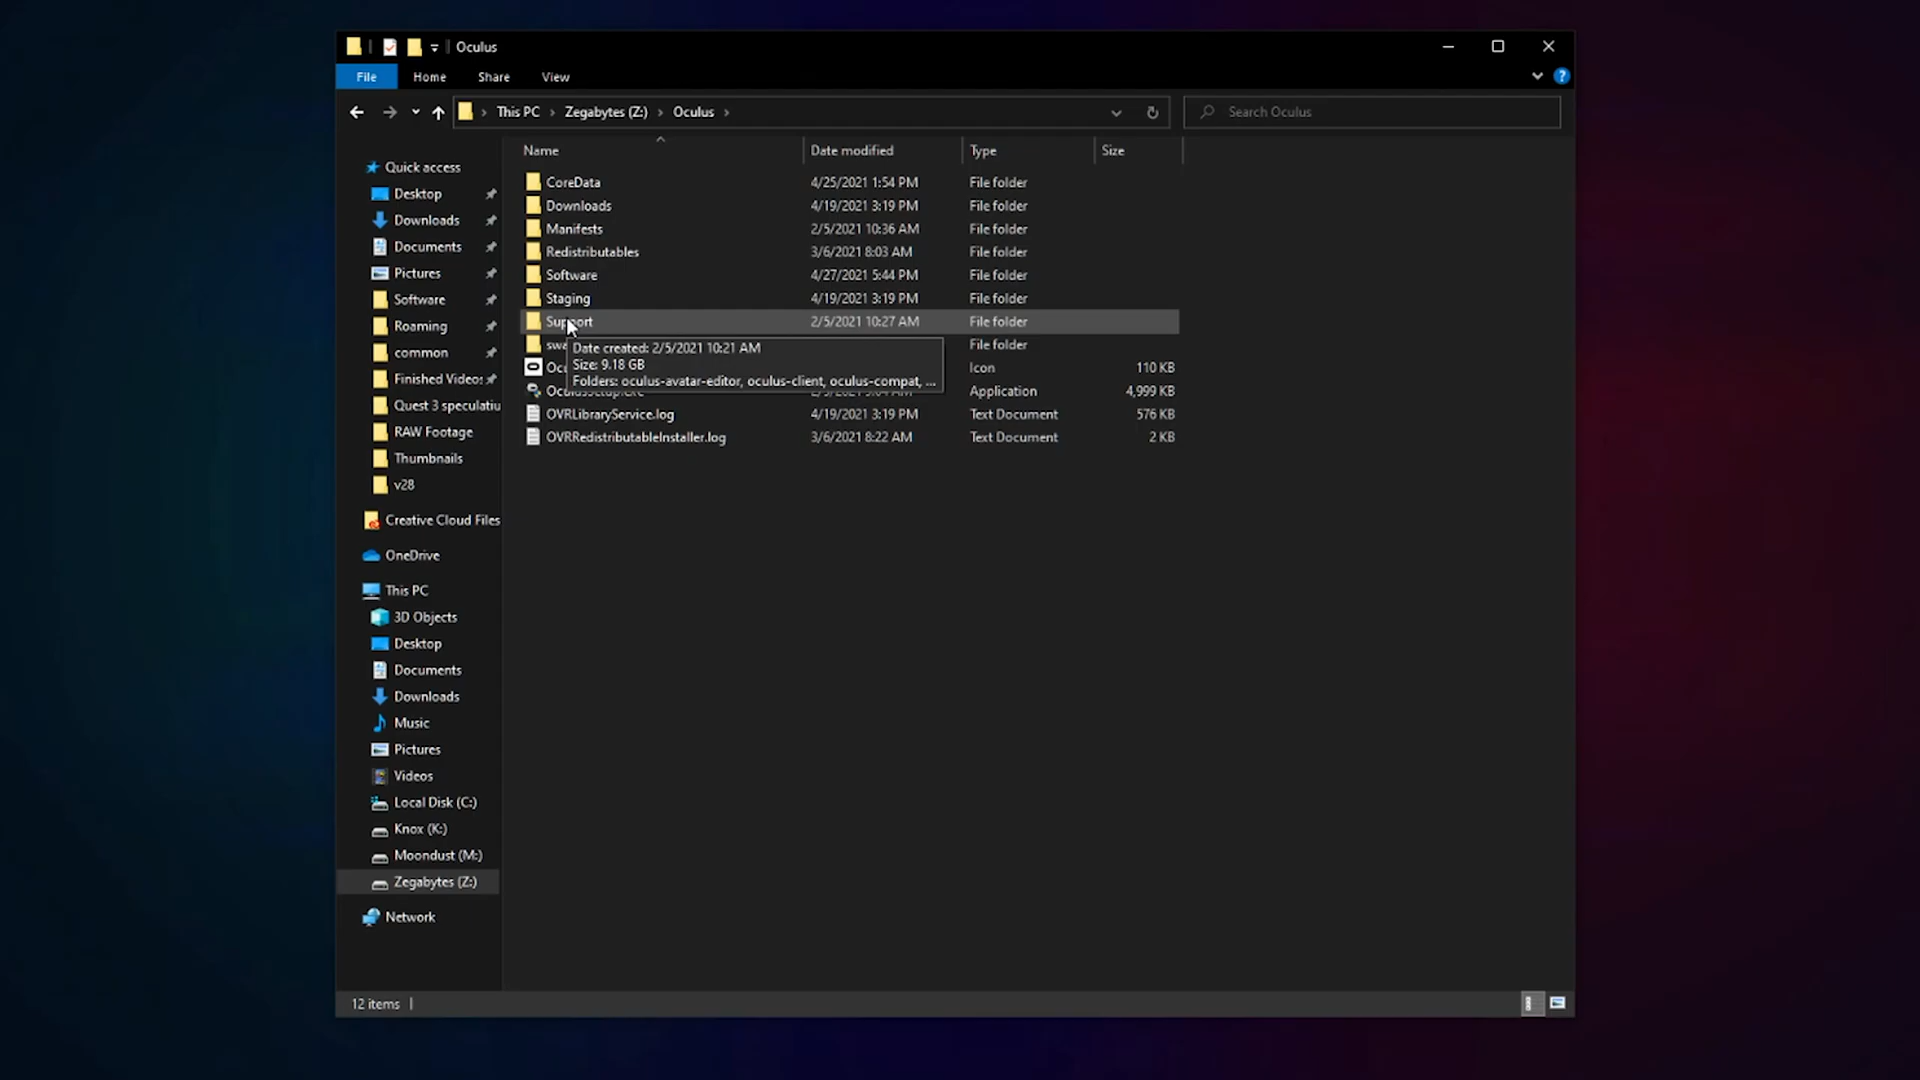 Oculus
File Home Share View
This PC Zegabytes (Z:) Oculus
Search Oculus
Name Date modified Type Size
Quick access
Desktop
Downloads
Documents
Pictures
Software
Roaming
common
Finished Video
Quest 3 speculati
RAW Footage
Thumbnails
v28
Creative Cloud Files
OneDrive
This PC
3D Objects
Desktop
Documents
Downloads
Music
Pictures
Videos
Local Disk (C:)
Knox (K:)
Moondust (M:)
Zegabytes (Z:)
Network
CoreData 4/25/2021 1:54 PM File folder
Downloads 4/19/2021 3:19 PM File folder
Manifests 2/5/2021 10:36 AM File folder
Redistributables 3/6/2021 8:03 AM File folder
Software 4/27/2021 5:44 PM File folder
Staging 4/19/2021 3:19 PM File folder
Support 2/5/2021 10:27 AM File folder
File folder
Icon 110 KB
Application 4,999 KB
OVRLibraryService.log 4/19/2021 3:19 PM Text Document 576 KB
OVRRedistributableInstaller.log 3/6/2021 8:22 AM Text Document 2 KB
Date created: 2/5/2021 10:21 AM
Size: 9.18 GB
Folders: oculus-avatar-editor, oculus-client, oculus-compat, ...
12 items